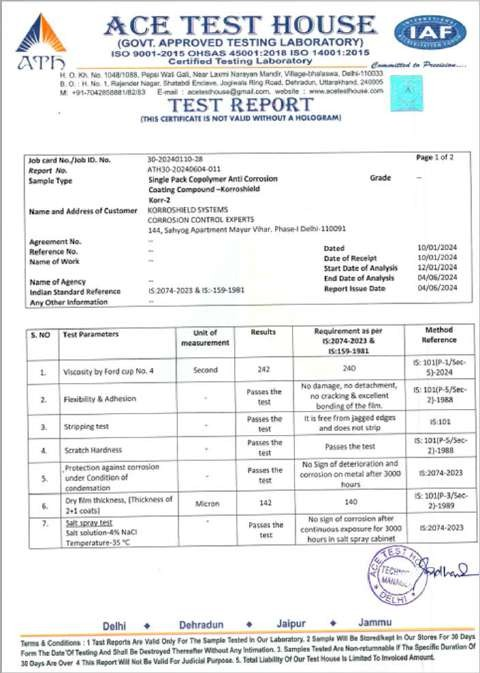 ATH
ACE TEST HOUSE
(GOVT. APPROVED TESTING LABORATORY)
ISO 9001-2015 OHSAS 45001:2018 ISO 14001:2015
Certified Testing Laboratory
INTERNATIONAL
IAF
ACCREDITATION FORUM
Committed to Precision.....
H. O. Kh. No. 1048/1088, Pepsi Wali Gali, Near Laxmi Narayan Mandir, Village-bhalaswa, Delhi-110033
B. O. : H. No. 1, Rajender Nagar, Shatabdi Enclave, Jogiwala Ring Road, Dehradun, Uttarakhand, 240005
M: +91-7042858881/82/83 E-mail : acetesthouse@gmail.com, website : www.acetesthouse.com
TEST REPORT
(THIS CERTIFICATE IS NOT VALID WITHOUT A HOLOGRAM)
Job card No./Job ID. No. 30-20240110-28 Page 1 of 2
Report No. ATH30-20240604-011
Sample Type Single Pack Copolymer Anti Corrosion Grade --
Coating Compound –Korroshield
Korr-2
Name and Address of Customer KORROSHIELD SYSTEMS
CORROSION CONTROL EXPERTS
144, Sahyog Apartment Mayur Vihar, Phase-I Delhi-110091
Agreement No. --
Reference No. -- Dated 10/01/2024
Name of Work -- Date of Receipt 10/01/2024
Start Date of Analysis 12/01/2024
Name of Agency -- End Date of Analysis 04/06/2024
Indian Standard Reference IS:2074-2023 & IS:-159-1981 Report Issue Date 04/06/2024
Any Other Information --
S. NO Test Parameters Unit of measurement Results Requirement as per IS:2074-2023 & IS:159-1981 Method Reference
1. Viscosity by Ford cup No. 4 Second 242 240 IS: 101(P-1/Sec-5)-2024
2. Flexibility & Adhesion - Passes the test No damage, no detachment, no cracking & excellent bonding of the film. IS: 101(P-5/Sec-2)-1988
3. Stripping test - Passes the test It is free from jagged edges and does not strip IS:101
4. Scratch Hardness - Passes the test Passes the test IS: 101(P-5/Sec-2)-1988
5. Protection against corrosion under Condition of condensation - Passes the test No Sign of deterioration and corrosion on metal after 3000 hours IS:2074-2023
6. Dry film thickness, (Thickness of 2+1 coats) Micron 142 140 IS: 101(P-3/Sec-2)-1989
7. Salt spray test Salt solution-4% NaCl Temperature-35 °C - Passes the test No sign of corrosion after continuous exposure for 3000 hours in salt spray cabinet IS:2074-2023
ACE TEST HOUSE
TECHNICAL
MANAGER
DELHI
Delhi ◆ Dehradun ◆ Jaipur ◆ Jammu
Terms & Conditions : 1 Test Reports Are Valid Only For The Sample Tested In Our Laboratory. 2 Sample Will Be Stored/kept In Our Stores For 30 Days
Form The Date Of Testing And Shall Be Destroyed Thereafter Without Any Intimation. 3. Samples Tested Are Non-returnnable If The Specific Duration Of
30 Days Are Over 4 This Report Will Not Be Valid For Judicial Purpose. 5. Total Liability Of Our Test House Is Limited To Invoiced Amount.